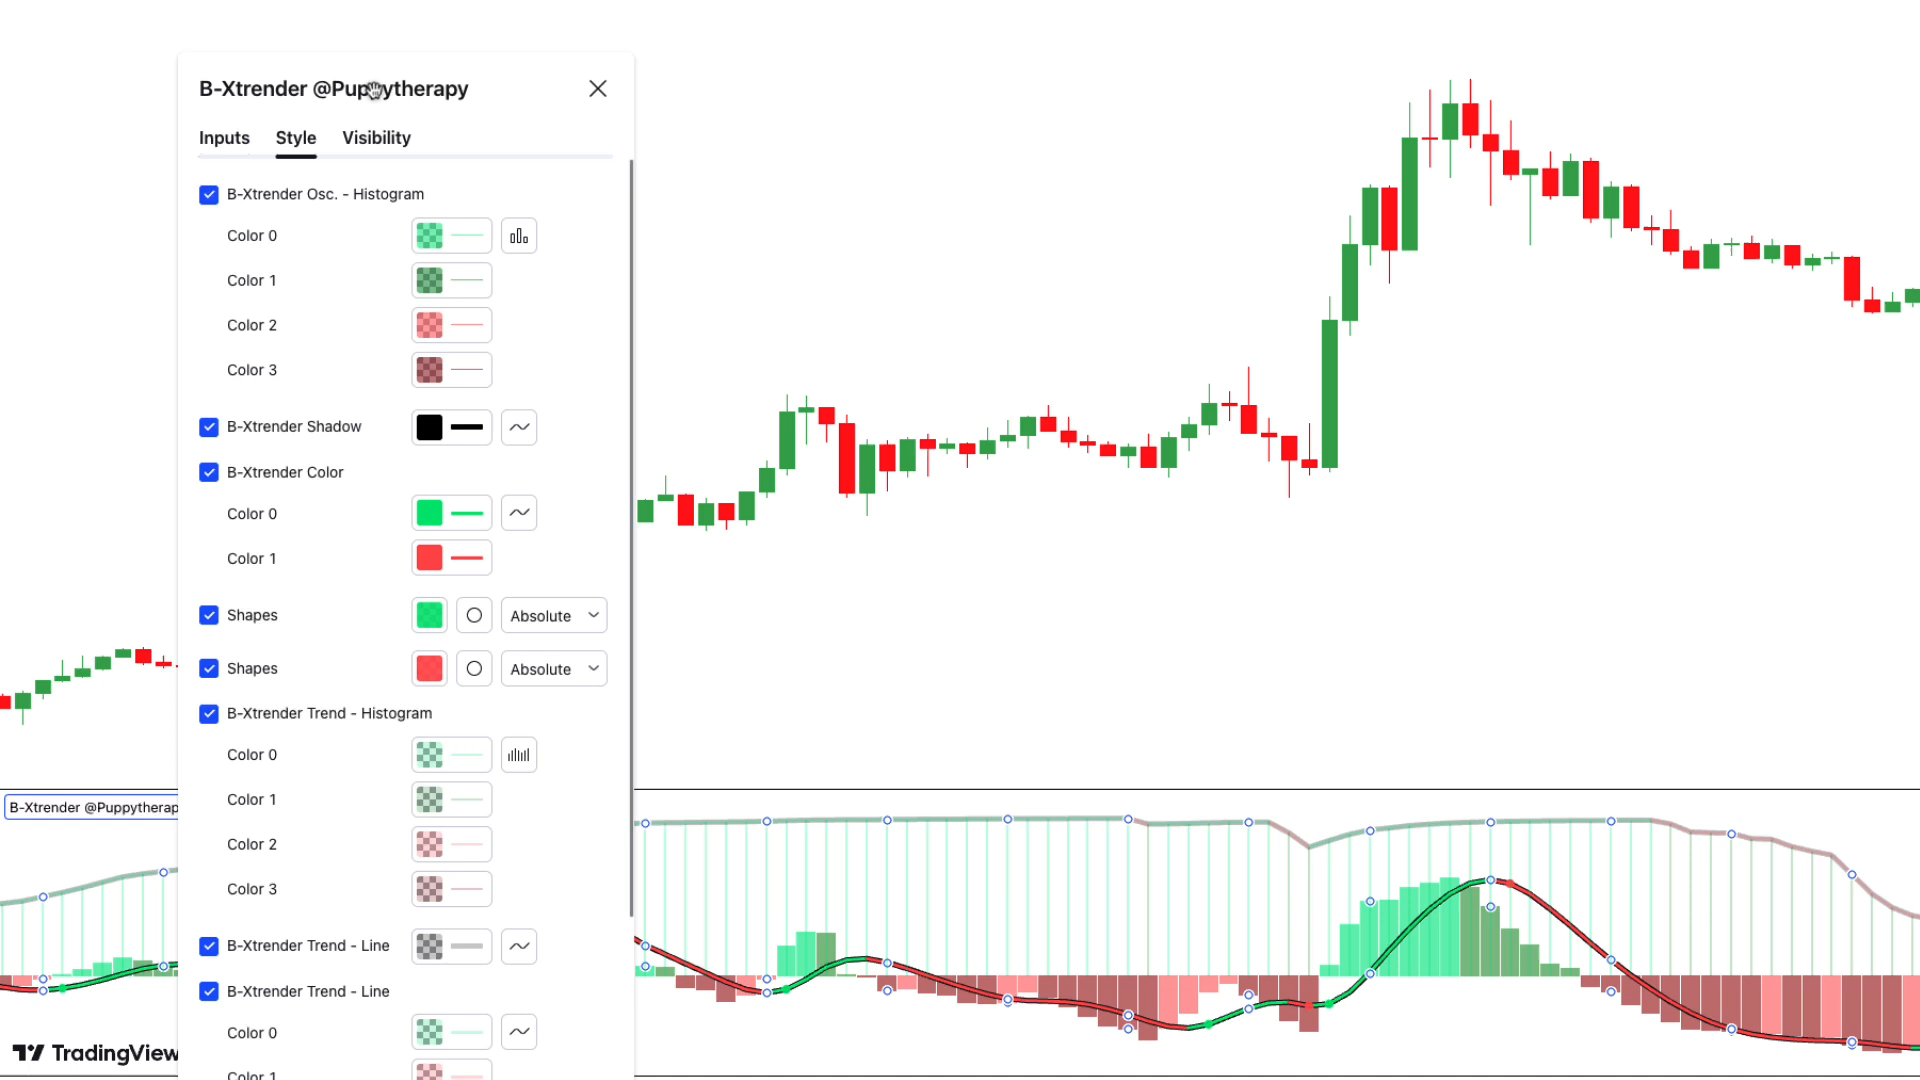 B-Xtrender @Puppytherapy
Inputs Style Visibility
B-Xtrender Osc. - Histogram
Color 0
Color 1
Color 2
Color 3
B-Xtrender Shadow
B-Xtrender Color
Color 0
Color 1
Shapes Absolute
Shapes Absolute
B-Xtrender Trend - Histogram
Color 0
B-Xtrender @Puppytherap
Color 1
Color 2
Color 3
B-Xtrender Trend - Line
B-Xtrender Trend - Line
Color 0
TradingView
Color 1